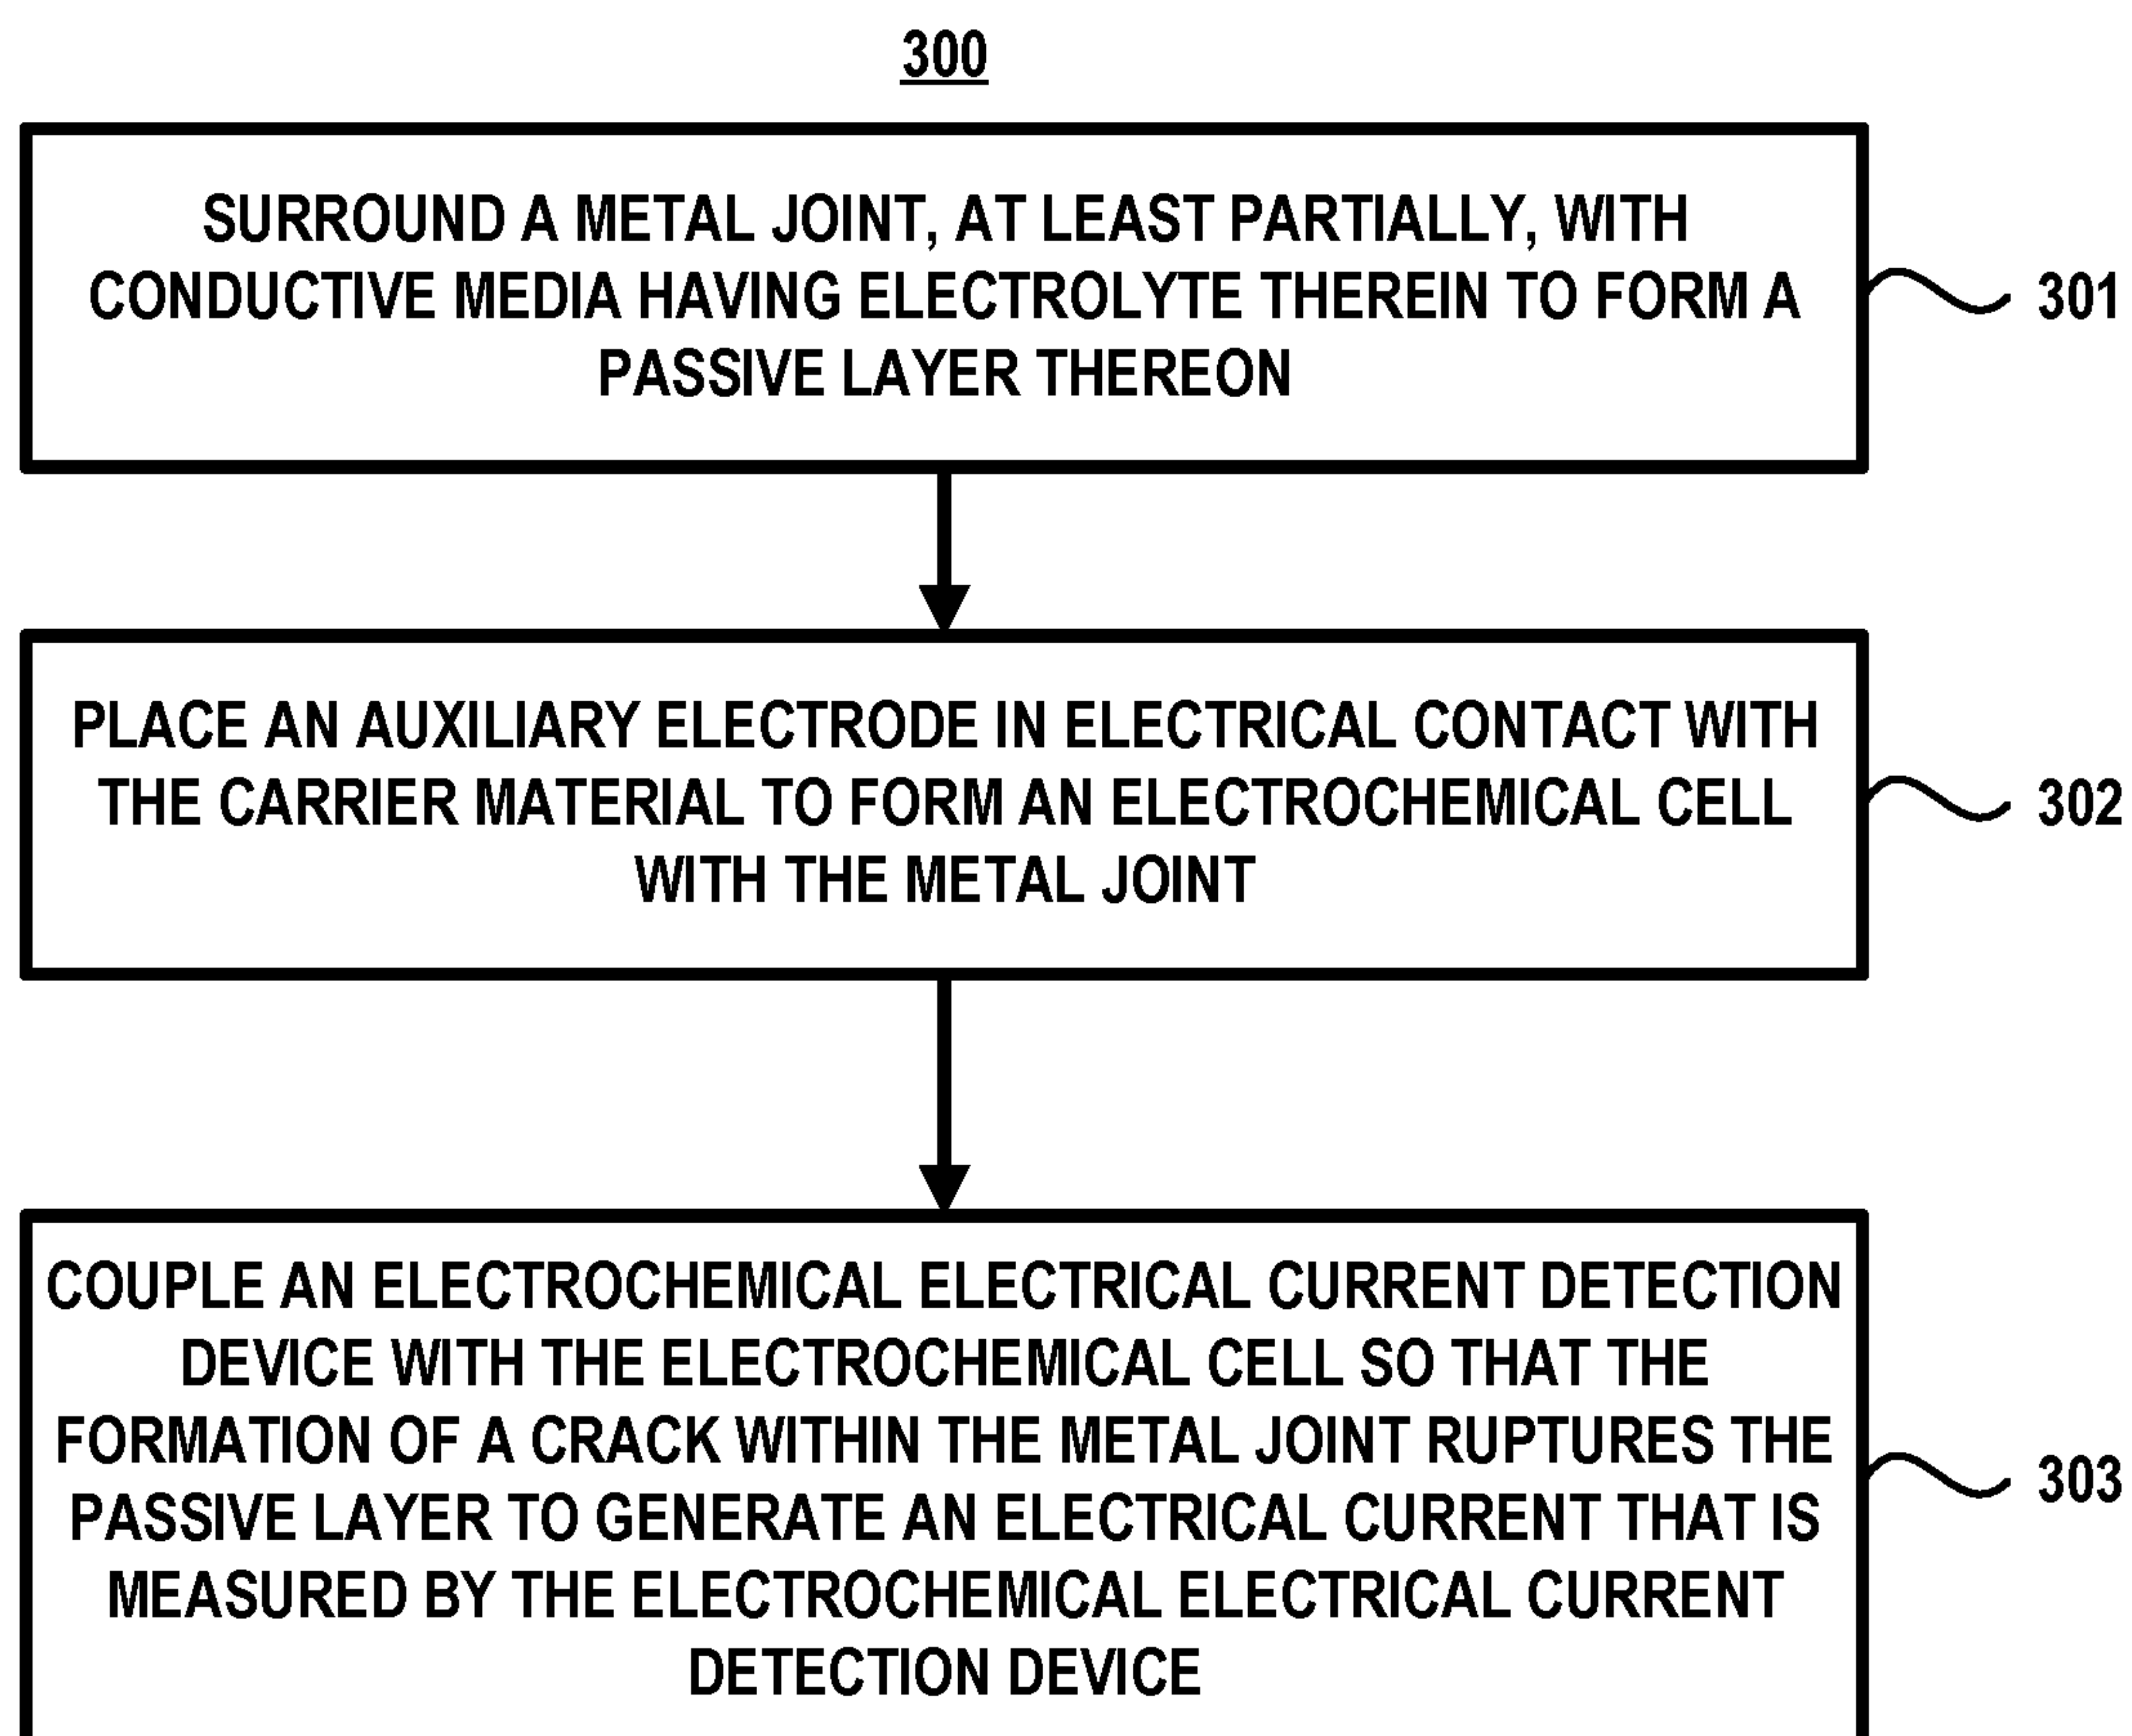 300
SURROUND A METAL JOINT, AT LEAST PARTIALLY, WITH
CONDUCTIVE MEDIA HAVING ELECTROLYTE THEREIN TO FORM A
PASSIVE LAYER THEREON
301
PLACE AN AUXILIARY ELECTRODE IN ELECTRICAL CONTACT WITH
THE CARRIER MATERIAL TO FORM AN ELECTROCHEMICAL CELL
WITH THE METAL JOINT
302
COUPLE AN ELECTROCHEMICAL ELECTRICAL CURRENT DETECTION
DEVICE WITH THE ELECTROCHEMICAL CELL SO THAT THE
FORMATION OF A CRACK WITHIN THE METAL JOINT RUPTURES THE
PASSIVE LAYER TO GENERATE AN ELECTRICAL CURRENT THAT IS
MEASURED BY THE ELECTROCHEMICAL ELECTRICAL CURRENT
DETECTION DEVICE
303